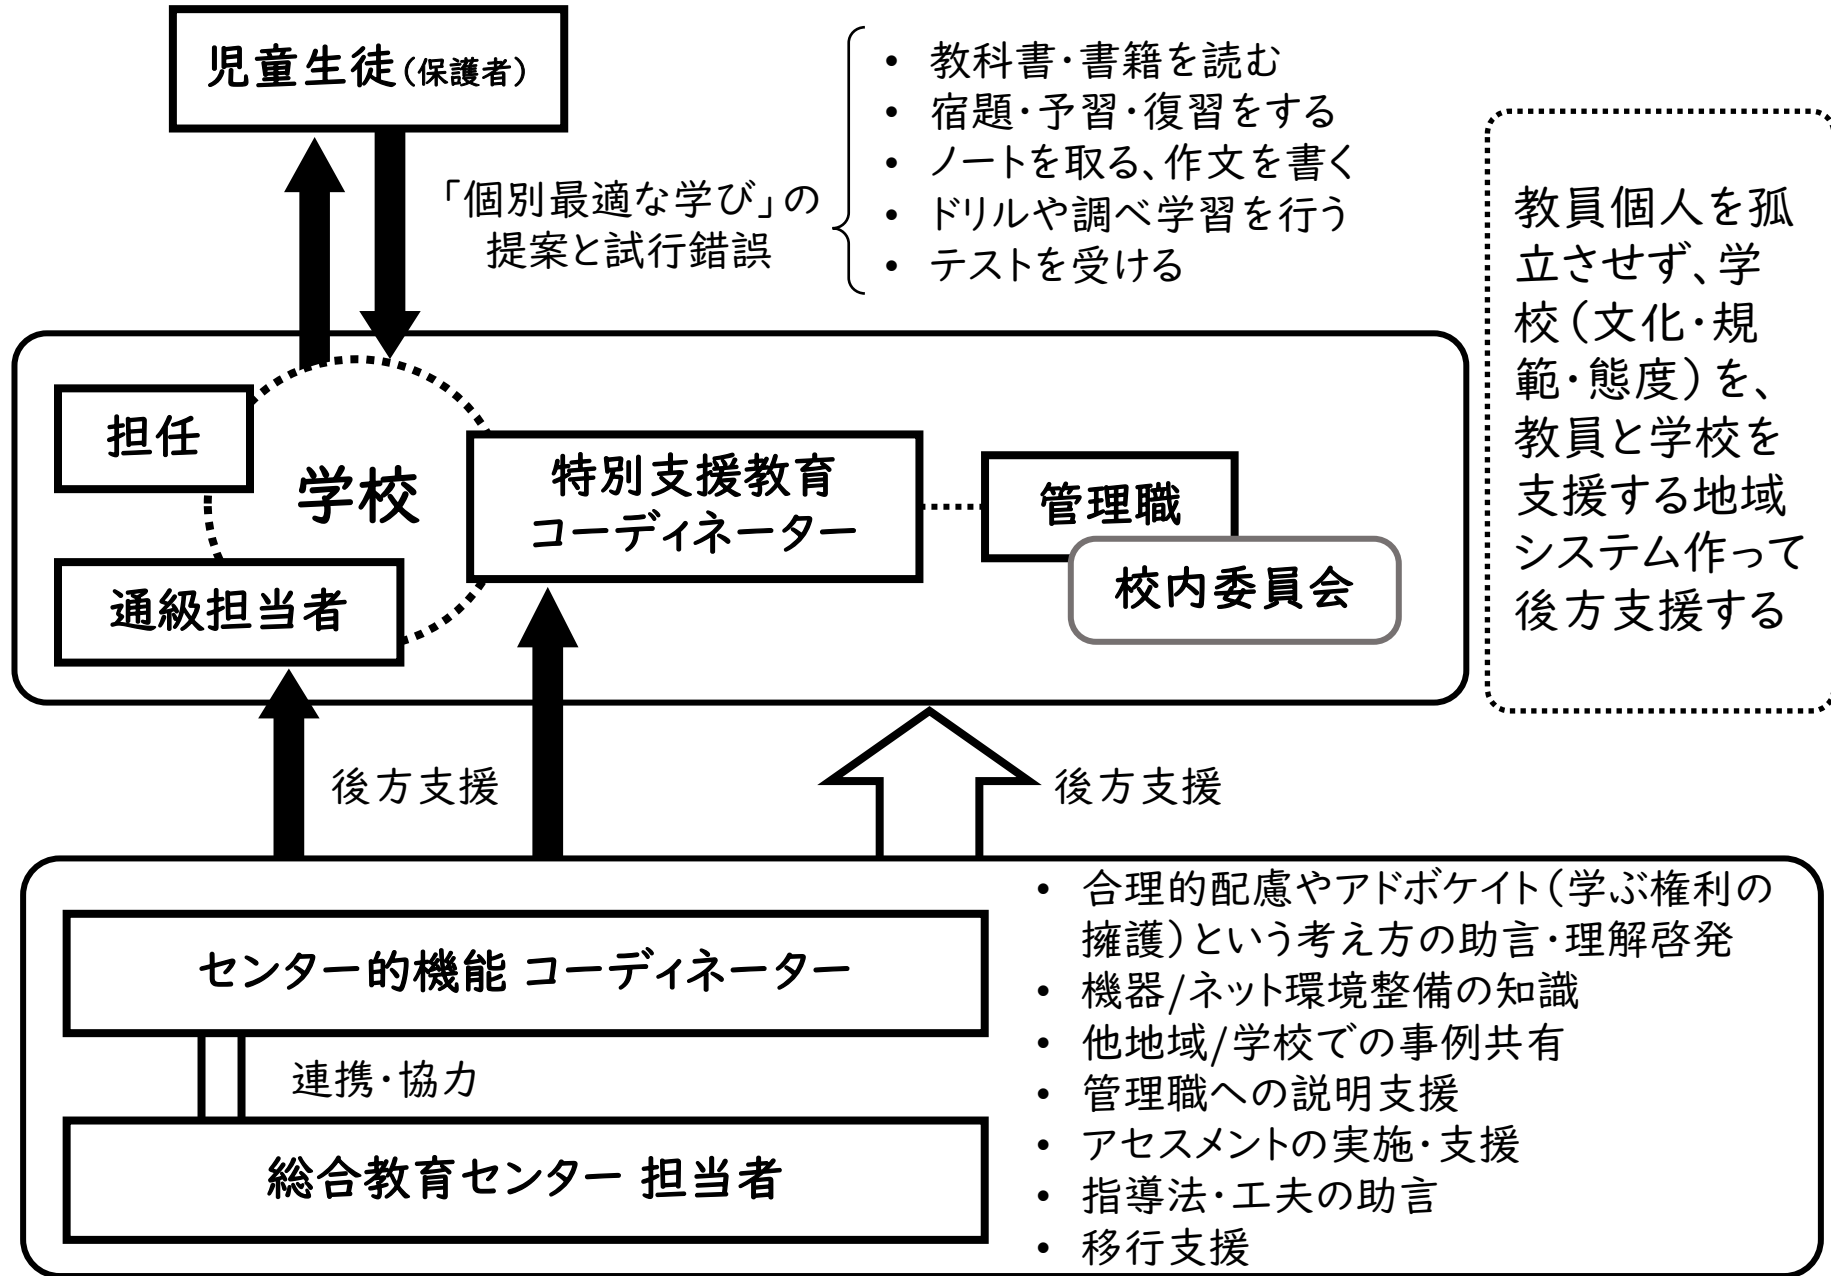 児童生徒(保護者)
「個別最適な学び」の
提案と試行錯誤
• 教科書・書籍を読む
• 宿題・予習・復習をする
• ノートを取る、作文を書く
• ドリルや調べ学習を行う
• テストを受ける
教員個人を孤
立させず、学
校(文化・規
範・態度)を、
教員と学校を
支援する地域
システム作って
後方支援する
担任
学校
特別支援教育
コーディネーター
管理職
校内委員会
通級担当者
後方支援
後方支援
センター的機能 コーディネーター
連携・協力
総合教育センター 担当者
• 合理的配慮やアドボケイト(学ぶ権利の
擁護)という考え方の助言・理解啓発
• 機器/ネット環境整備の知識
• 他地域/学校での事例共有
• 管理職への説明支援
• アセスメントの実施・支援
• 指導法・工夫の助言
• 移行支援